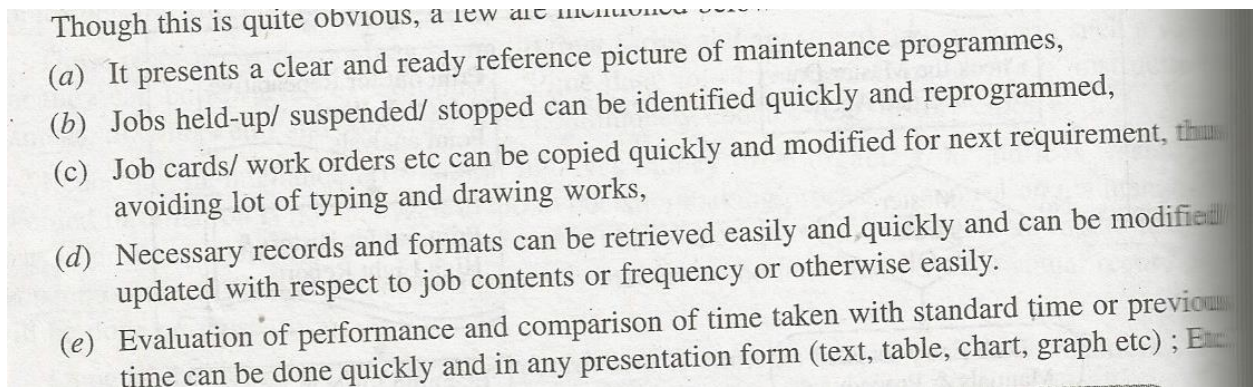 Though this is quite obvious, a few are mentioned
(a) It presents a clear and ready reference picture of maintenance programmes,
(b) Jobs held-up/ suspended/ stopped can be identified quickly and reprogrammed,
(c) Job cards/ work orders etc can be copied quickly and modified for next requirement, thus
avoiding lot of typing and drawing works,
(d) Necessary records and formats can be retrieved easily and quickly and can be modified/
updated with respect to job contents or frequency or otherwise easily.
(e) Evaluation of performance and comparison of time taken with standard time or previous
time can be done quickly and in any presentation form (text, table, chart, graph etc) ; Etc